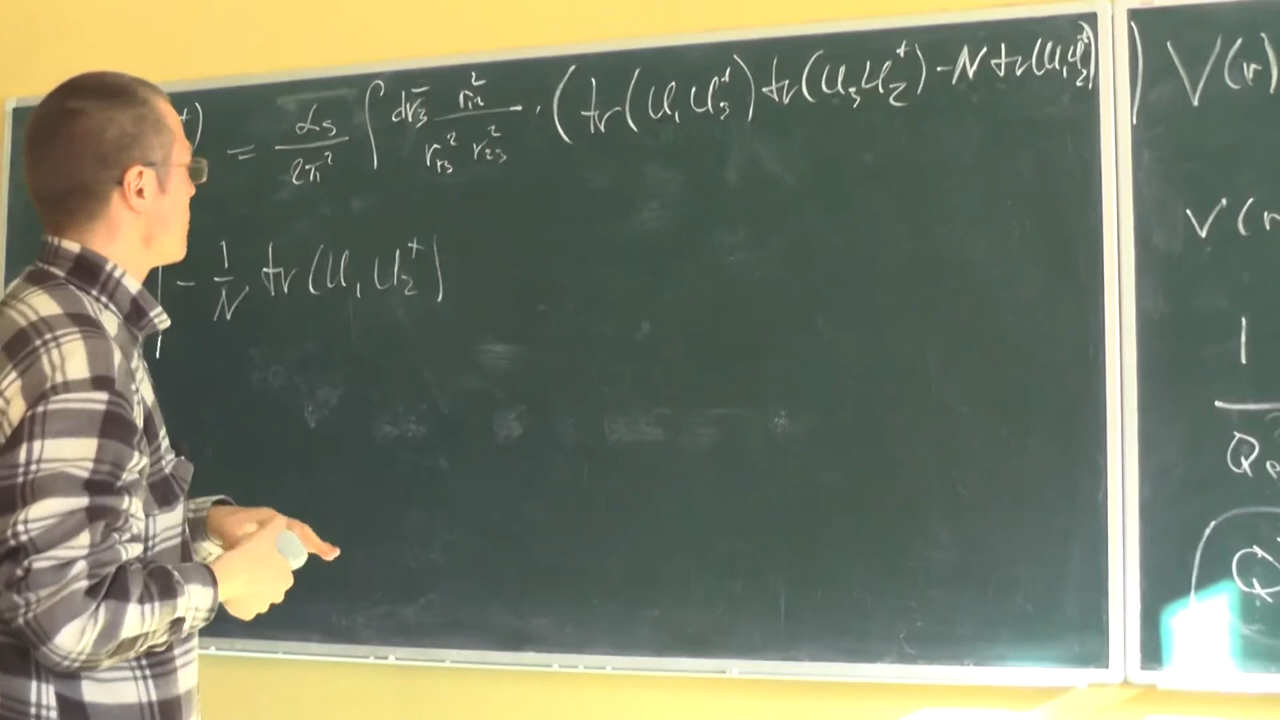 ⁺) = αs/2π² ∫ dr̄₃ r₁₂²/r₁₃² r₂₃² · (tr(U₁U₃⁺) tr(U₃U₂⁺) - N tr(U₁U₂⁺))
- 1/N tr(U₁U₂⁺)
V(r)
V(r
1
Q
Q